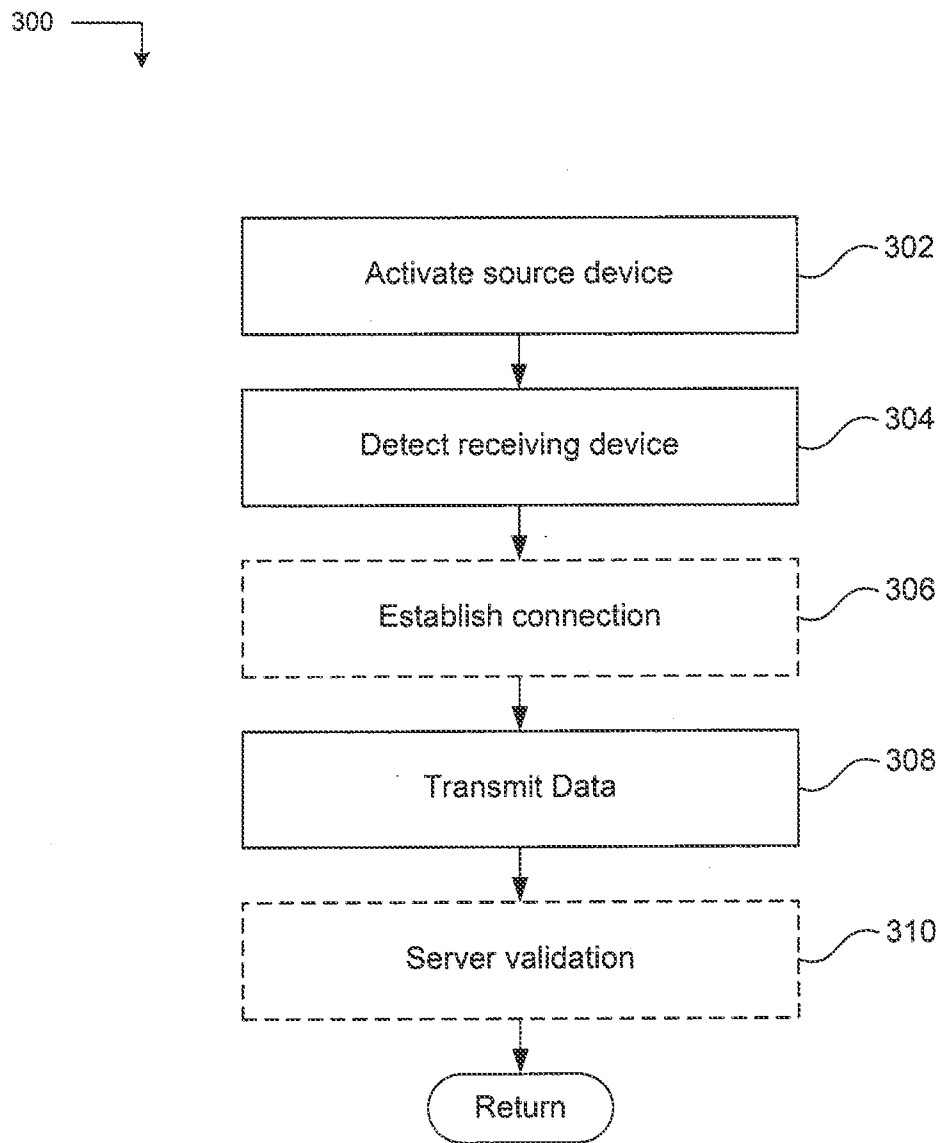 300
Activate source device
302
Detect receiving device
304
Establish connection
306
Transmit Data
308
Server validation
310
Return